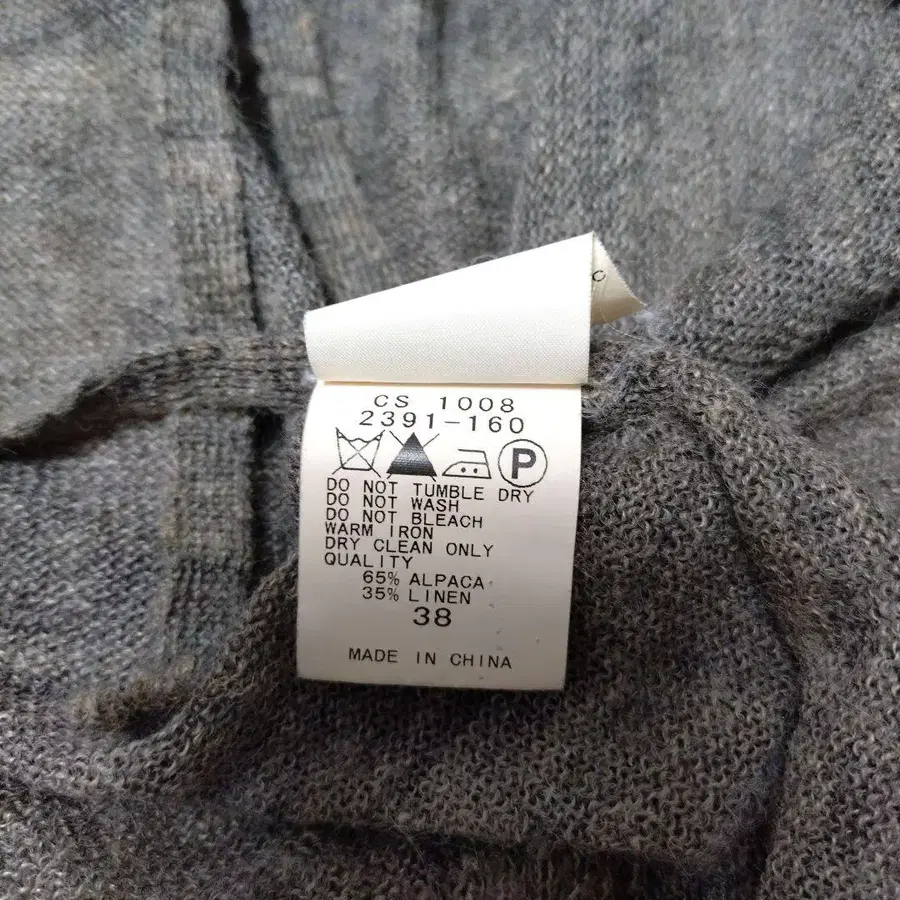 C
CS 1008
2391-160
P
DO NOT TUMBLE DRY
DO NOT WASH
DO NOT BLEACH
WARM IRON
DRY CLEAN ONLY
QUALITY
65% ALPACA
35% LINEN
38
MADE IN CHINA